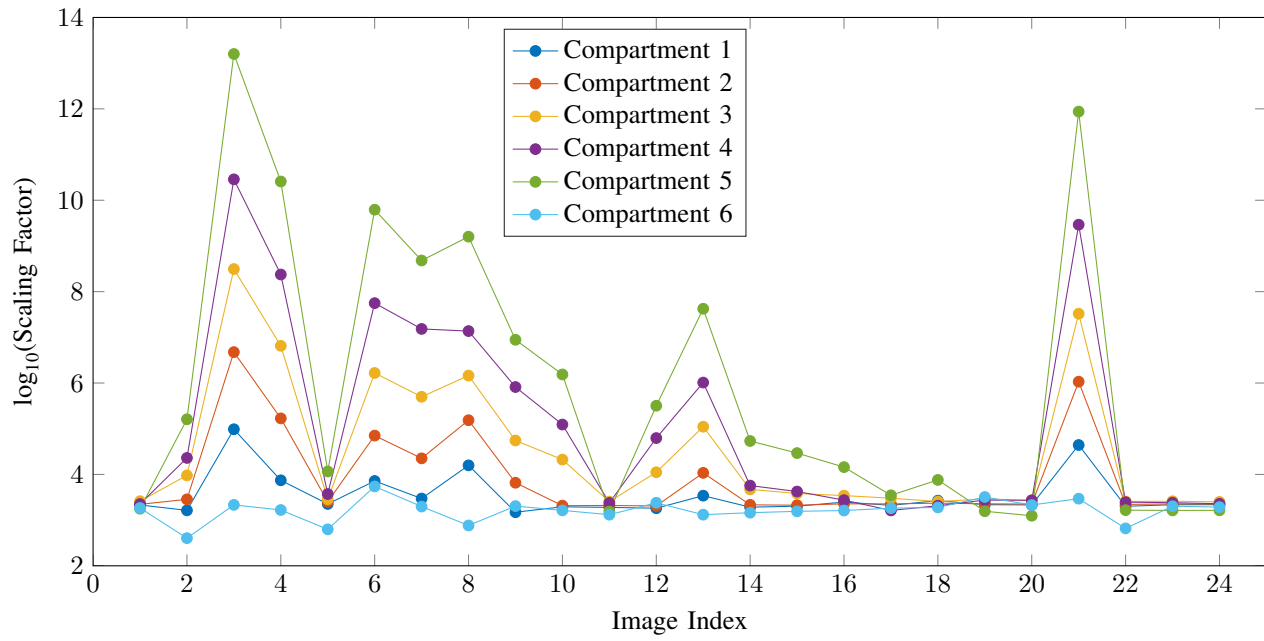 14
12
10
8
6
4
2
0 2 4 6 8 10 12 14 16 18 20 22 24
log10(Scaling Factor)
Image Index
Compartment 1
Compartment 2
Compartment 3
Compartment 4
Compartment 5
Compartment 6